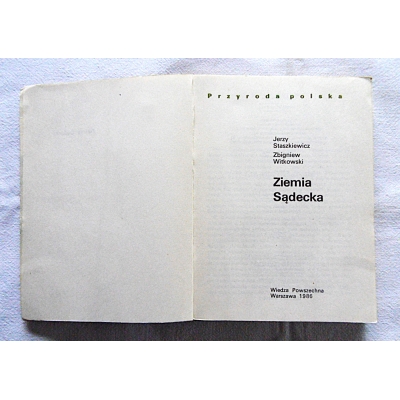 Przyroda polska
Jerzy
Staszkiewicz
Zbigniew
Witkowski
Ziemia
Sądecka
Wiedza Powszechna
Warszawa 1986